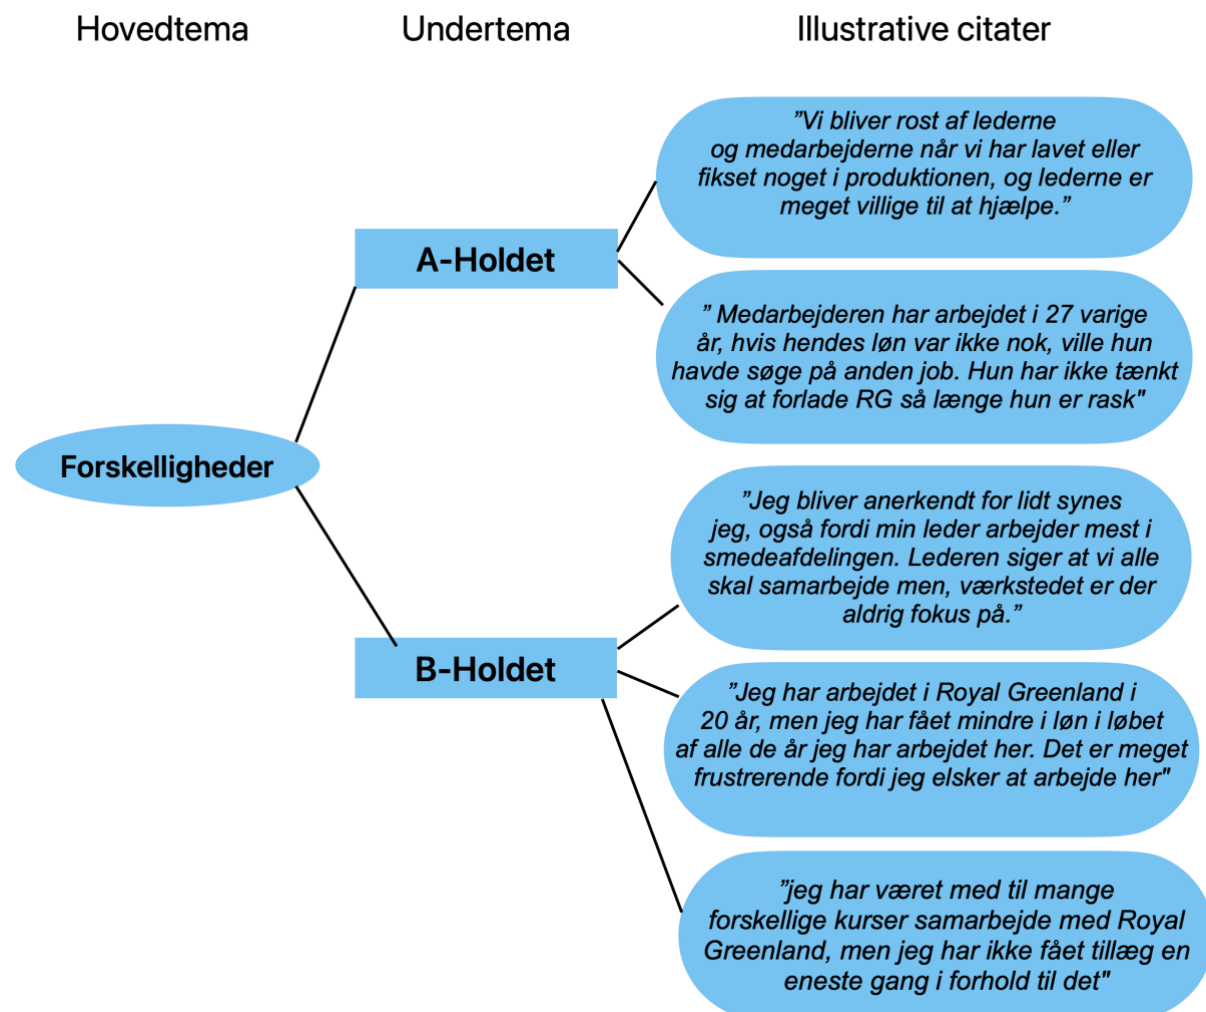 Hovedtema
Undertema
Illustrative citater
”Vi bliver rost af lederne
og medarbejderne når vi har lavet eller
fikset noget i produktionen, og lederne er
meget villige til at hjælpe.”
A-Holdet
” Medarbejderen har arbejdet i 27 varige
år, hvis hendes løn var ikke nok, ville hun
havde søge på anden job. Hun har ikke tænkt
sig at forlade RG så længe hun er rask"
Forskelligheder
”Jeg bliver anerkendt for lidt synes
jeg, også fordi min leder arbejder mest i
smedeafdelingen. Lederen siger at vi alle
skal samarbejde men, værkstedet er der
aldrig fokus på.”
B-Holdet
"Jeg har arbejdet i Royal Greenland i
20 år, men jeg har fået mindre i løn i løbet
af alle de år jeg har arbejdet her. Det er meget
frustrerende fordi jeg elsker at arbejde her"
”jeg har været med til mange
forskellige kurser samarbejde med Royal
Greenland, men jeg har ikke fået tillæg en
eneste gang i forhold til det"